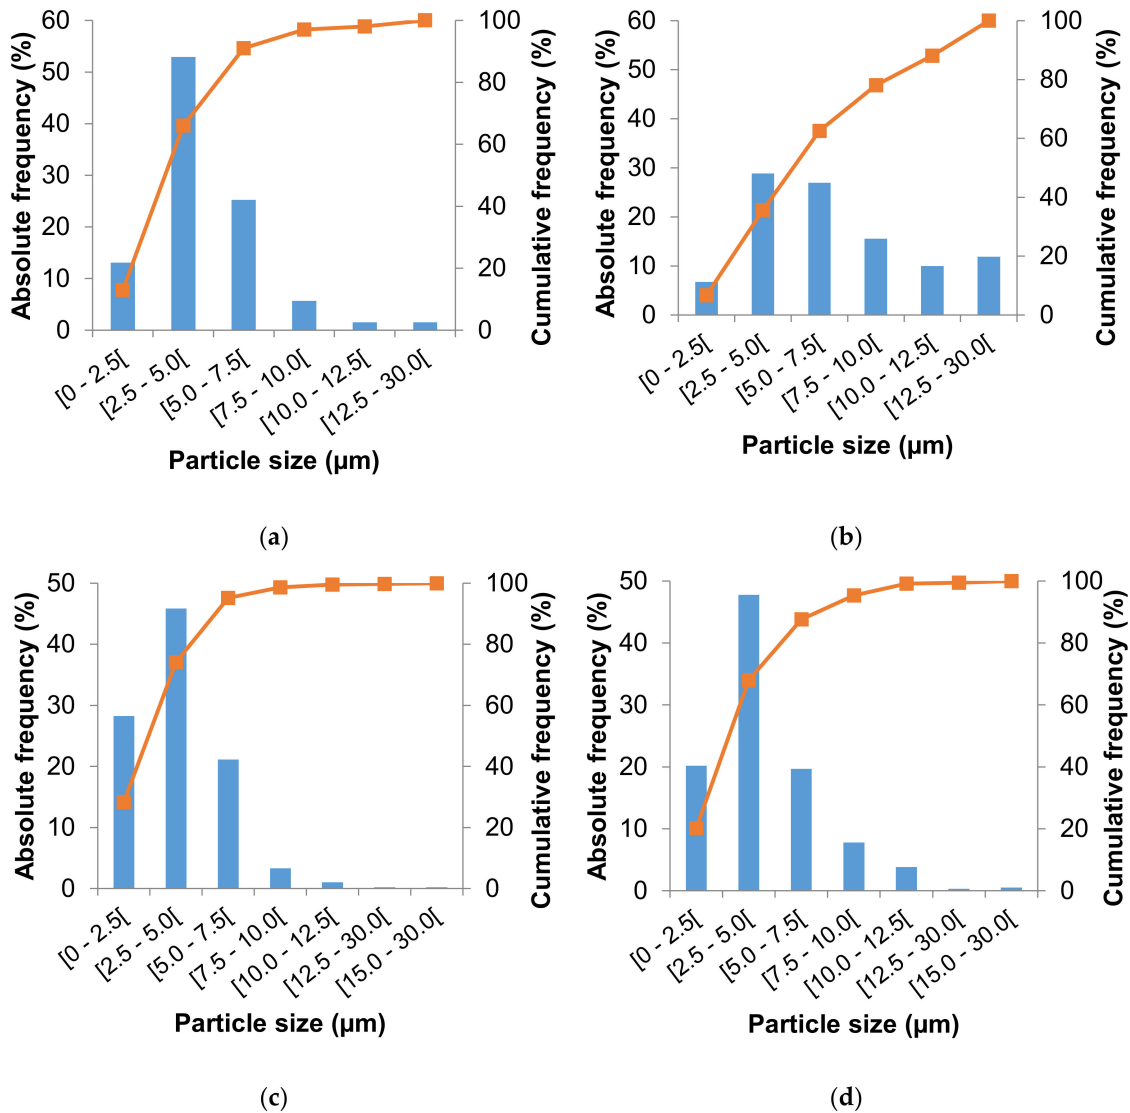 Absolute frequency (%)
60
50
40
30
20
10
0
100
80
60
40
20
0
Cumulative frequency (%)
[0 - 2.5[
[2.5 - 5.0[
[5.0 - 7.5[
[7.5 - 10.0[
[10.0 - 12.5[
[12.5 - 30.0[
Particle size (µm)
(a)
Absolute frequency (%)
60
50
40
30
20
10
0
100
80
60
40
20
0
Cumulative frequency (%)
[0 - 2.5[
[2.5 - 5.0[
[5.0 - 7.5[
[7.5 - 10.0[
[10.0 - 12.5[
[12.5 - 30.0[
Particle size (µm)
(b)
Absolute frequency (%)
50
40
30
20
10
0
100
80
60
40
20
0
Cumulative frequency (%)
[0 - 2.5[
[2.5 - 5.0[
[5.0 - 7.5[
[7.5 - 10.0[
[10.0 - 12.5[
[12.5 - 30.0[
[15.0 - 30.0[
Particle size (µm)
(c)
Absolute frequency (%)
50
40
30
20
10
0
100
80
60
40
20
0
Cumulative frequency (%)
[0 - 2.5[
[2.5 - 5.0[
[5.0 - 7.5[
[7.5 - 10.0[
[10.0 - 12.5[
[12.5 - 30.0[
[15.0 - 30.0[
Particle size (µm)
(d)